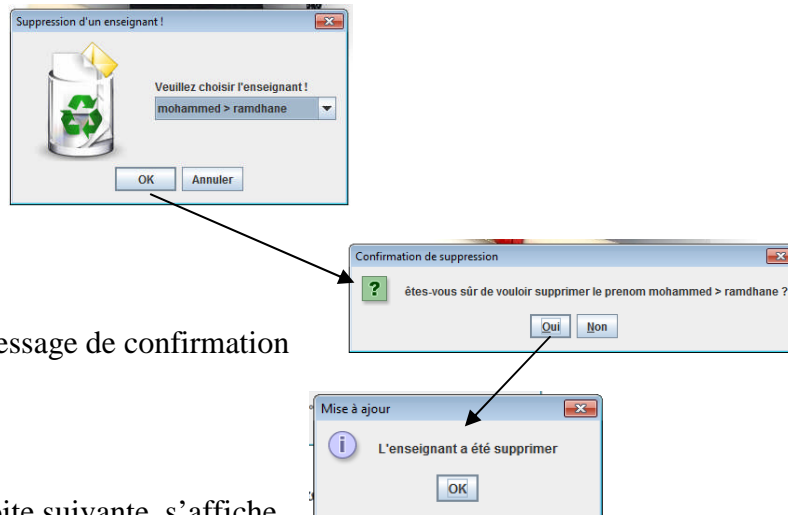 Suppression d'un enseignant !
Veuillez choisir l'enseignant !
mohammed > ramdhane
OK Annuler
Confirmation de suppression
? êtes-vous sûr de vouloir supprimer le prenom mohammed > ramdhane ?
Oui Non
essage de confirmation
Mise à ajour
i L'enseignant a été supprimer
OK
oite suivante s'affiche